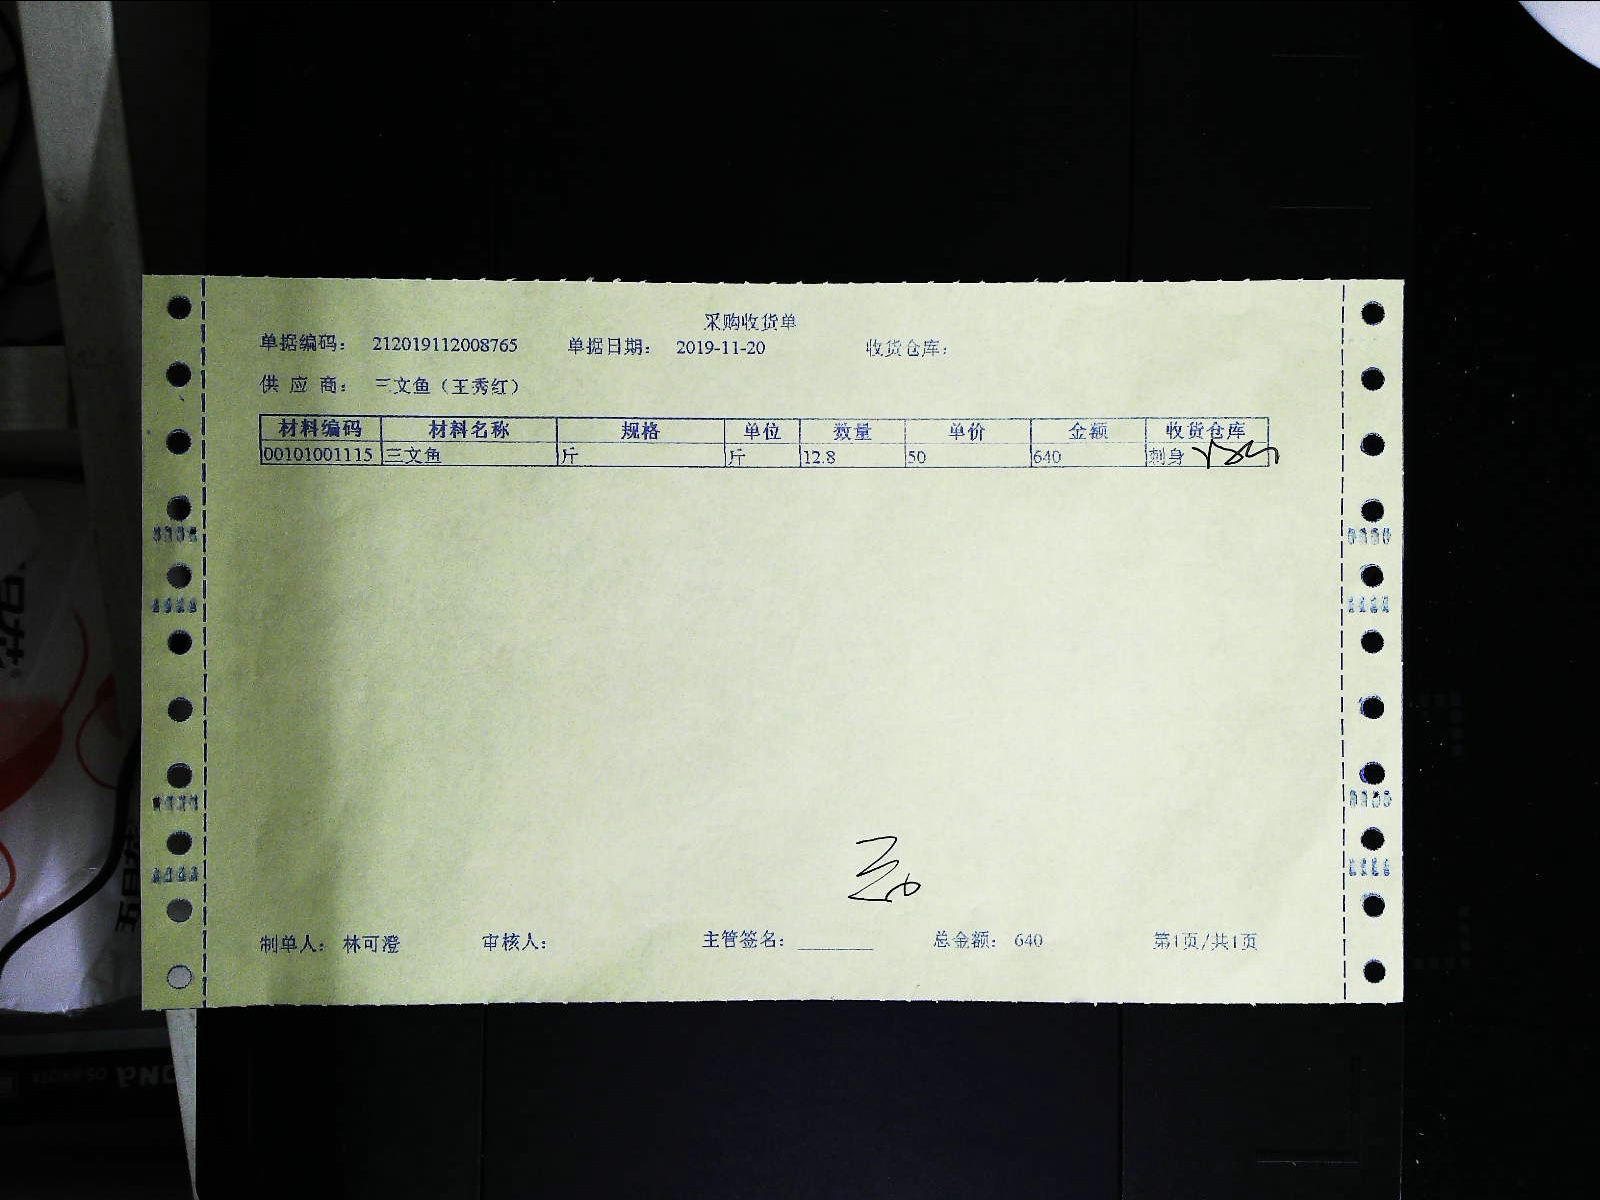 采购收货单
单据编码： 212019112008765 单据日期： 2019-11-20 收货仓库：
供 应 商： 三文鱼（王秀红）
材料编码 材料名称 规格 单位 数量 单价 金额 收货仓库
00101001115 三文鱼 斤 斤 12.8 50 640 刺身
制单人： 林可澄 审核人： 主管签名： 总金额： 640 第1页/共1页